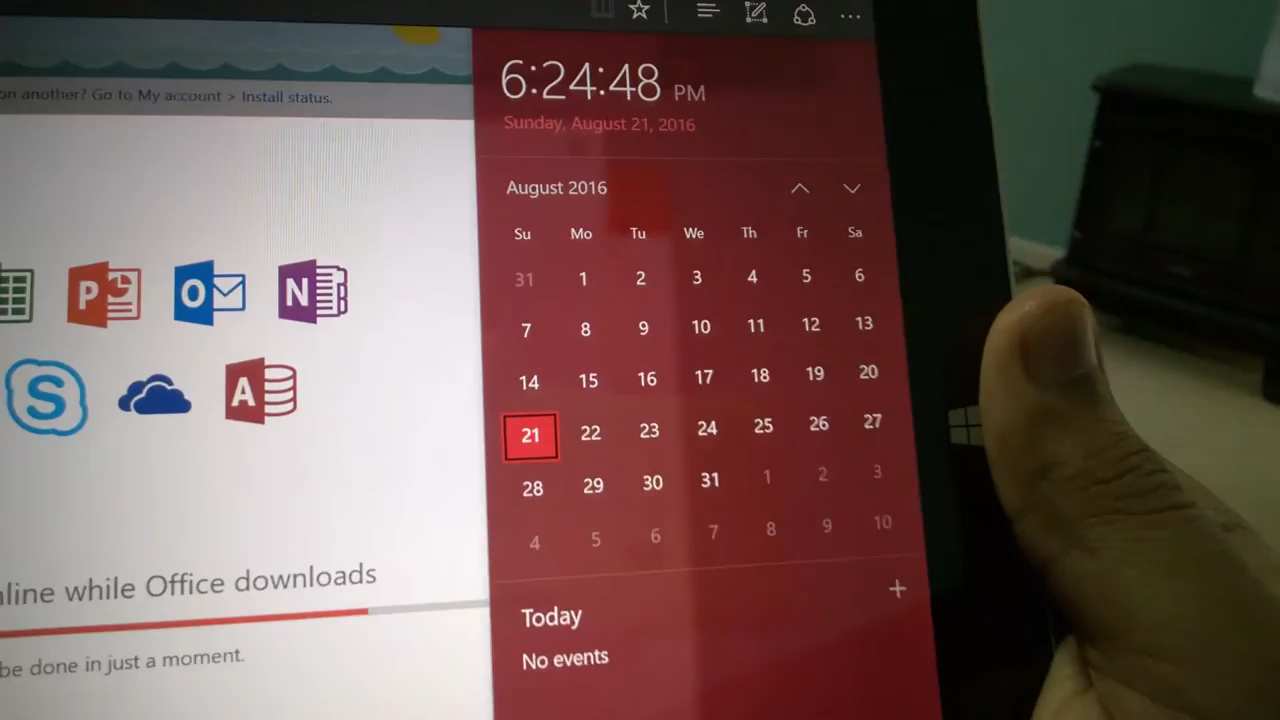 on another? Go to My account > Install status.
P
O
N
S
A
nline while Office downloads
be done in just a moment.
6:24:48 PM
Sunday, August 21, 2016
August 2016
Su Mo Tu We Th Fr Sa
31 1 2 3 4 5 6
7 8 9 10 11 12 13
14 15 16 17 18 19 20
21 22 23 24 25 26 27
28 29 30 31 1 2 3
4 5 6 7 8 9 10
Today
No events